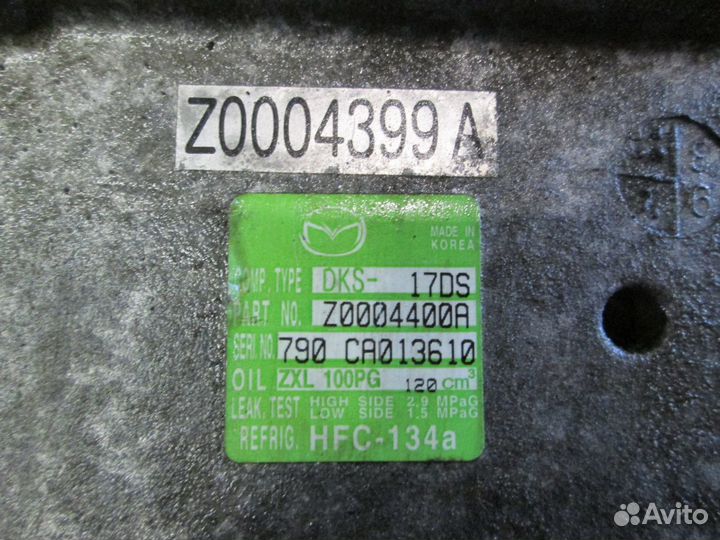 Z0004399A
MADE IN
KOREA
COMP. TYPE DKS- 17DS
PART NO. Z0004400A
SERI.NO. 790 CA013610
OIL ZXL 100PG 120 cm³
LEAK. TEST HIGH SIDE 2.9 MPaG
LOW SIDE 1.5 MPaG
REFRIG. HFC-134a
Avito